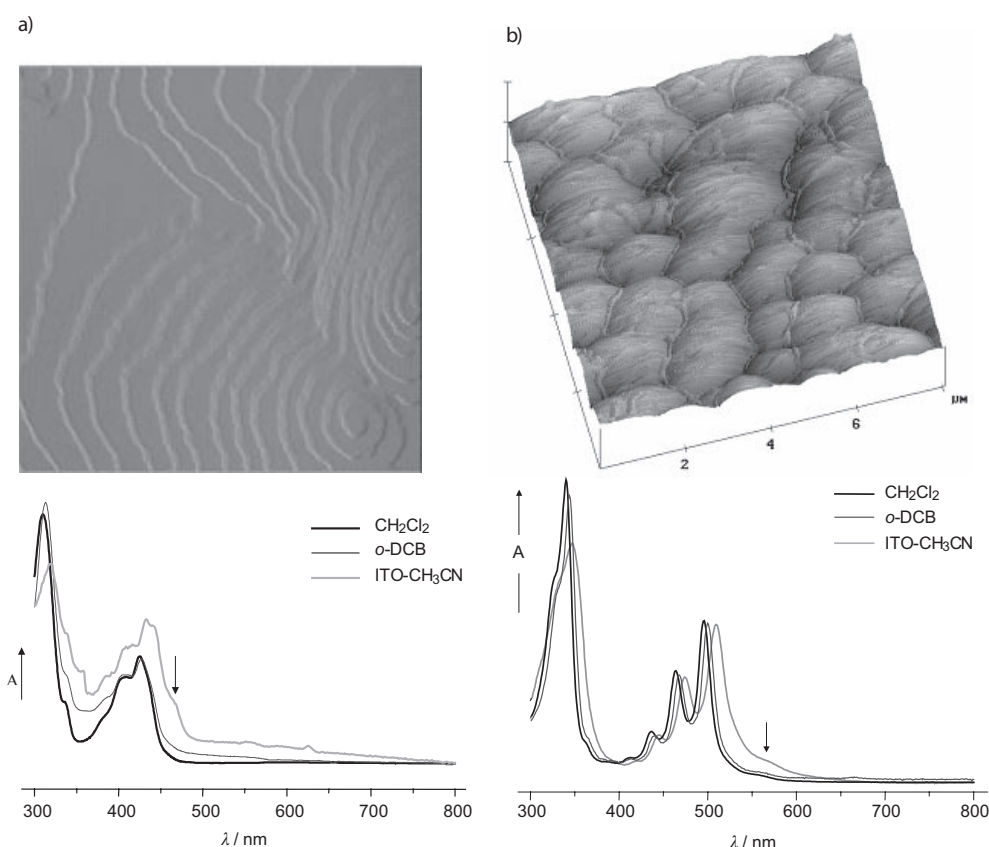 a)
b)
μM
2
4
6
CH₂Cl₂
o-DCB
ITO-CH₃CN
A
300 400 500 600 700 800
λ / nm
CH₂Cl₂
o-DCB
ITO-CH₃CN
A
300 400 500 600 700 800
λ / nm